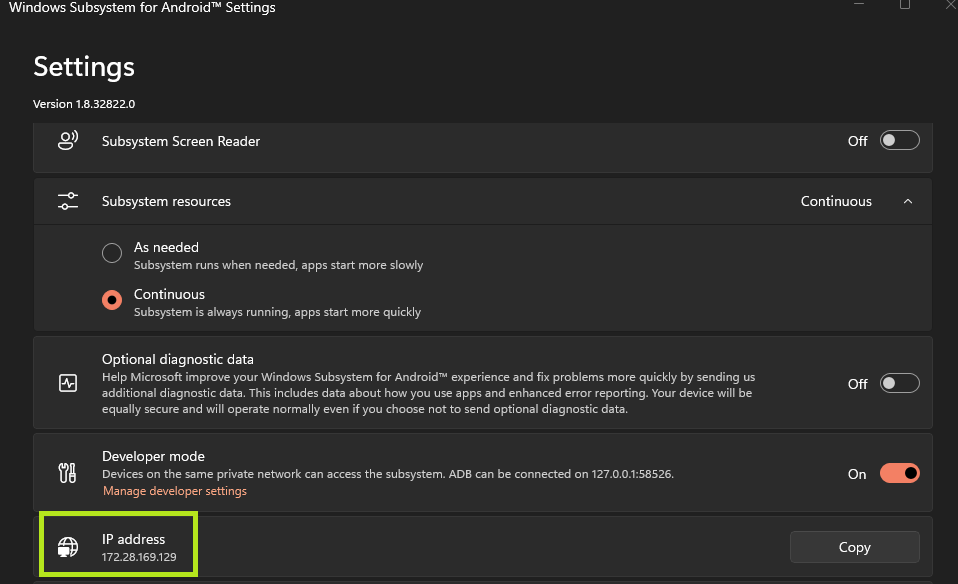 Windows Subsystem for Android™ Settings
Settings
Version 1.8.32822.0
Subsystem Screen Reader
Off
Subsystem resources
Continuous
As needed
Subsystem runs when needed, apps start more slowly
Continuous
Subsystem is always running, apps start more quickly
Optional diagnostic data
Help Microsoft improve your Windows Subsystem for Android™ experience and fix problems more quickly by sending us
additional diagnostic data. This includes data about how you use apps and enhanced error reporting. Your device will be
equally secure and will operate normally even if you choose not to send optional diagnostic data.
Off
Developer mode
Devices on the same private network can access the subsystem. ADB can be connected on 127.0.0.1:58526.
Manage developer settings
On
IP address
172.28.169.129
Copy